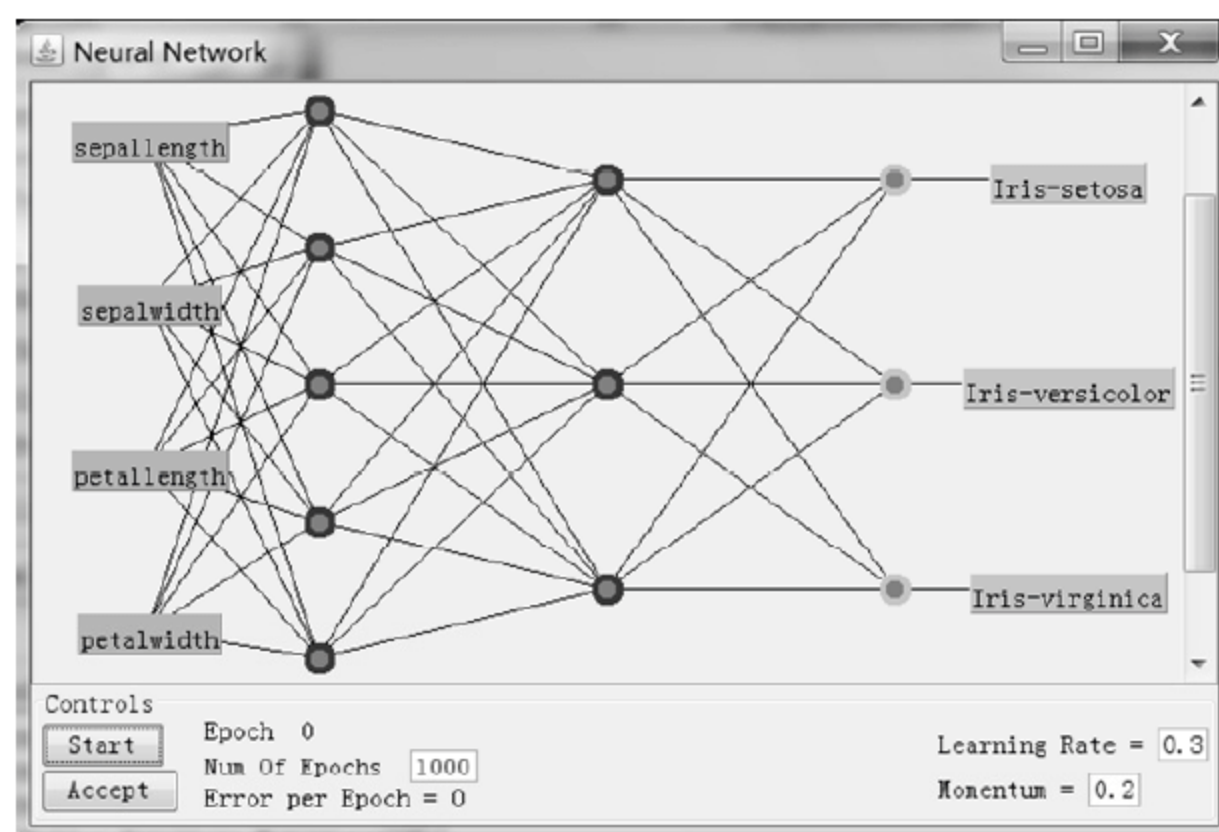 Neural Network
sepallength
Iris-setosa
sepalwidth
Iris-versicolor
petallength
Iris-virginica
petalwidth
Controls
Start
Accept
Epoch 0
Num Of Epochs 1000
Error per Epoch = 0
Learning Rate = 0.3
Momentum = 0.2